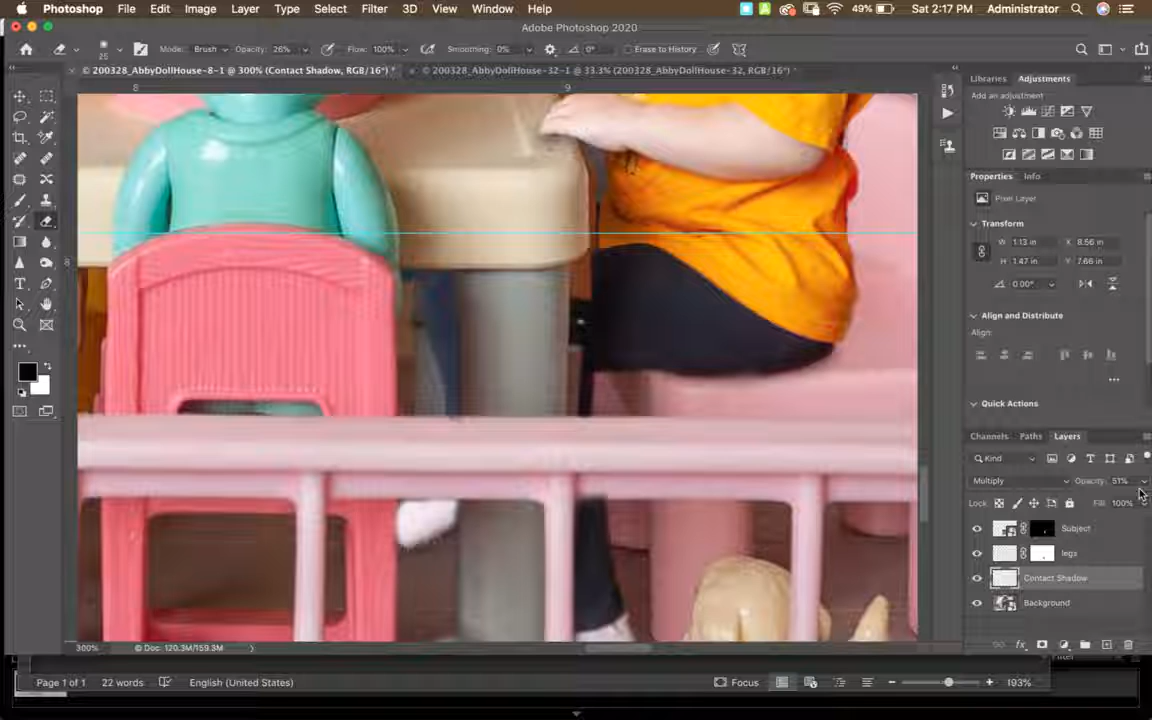 Photoshop File Edit Image Layer Type Select Filter 3D View Window Help 49% Sat 2:17 PM Administrator
Adobe Photoshop 2020
25 Mode: Brush Opacity: 26% Flow: 100% Smoothing: 0% 0° Erase to History
200328_AbbyDollHouse-8-1 @ 300% (Contact Shadow, RGB/16*) * 200328_AbbyDollHouse-32-1 @ 33.3% (200328_AbbyDollHouse-32, RGB/16*) *
8 9
Libraries Adjustments
Add an adjustment
Properties Info
Pixel Layer
Transform
W 1.13 in X 8.56 in
H 1.47 in Y 7.66 in
0.00°
Align and Distribute
Align:
Quick Actions
Channels Paths Layers
Kind
Multiply Opacity: 51%
Lock: Fill: 100%
Subject
legs
Contact Shadow
Background
300% Doc: 120.3M/159.3M
Page 1 of 1 22 words English (United States) Focus 193%